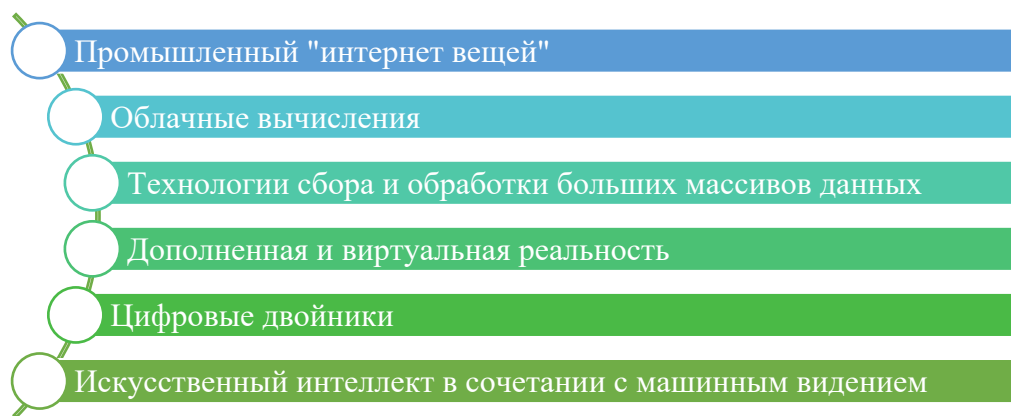 Промышленный "интернет вещей"
Облачные вычисления
Технологии сбора и обработки больших массивов данных
Дополненная и виртуальная реальность
Цифровые двойники
Искусственный интеллект в сочетании с машинным видением